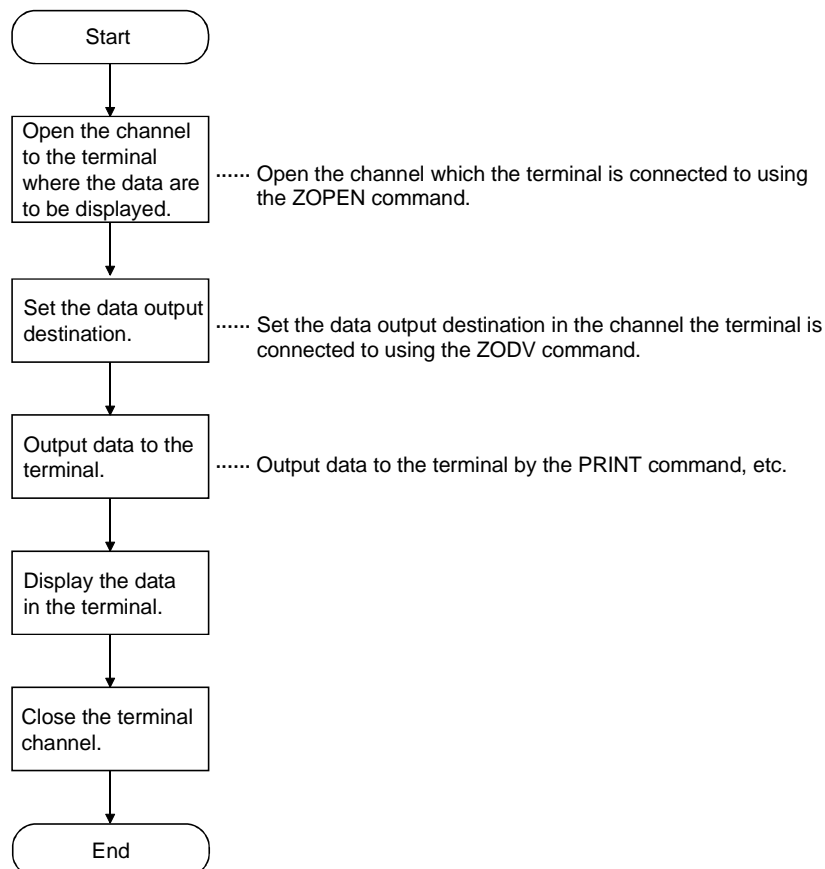 Start
Open the channel
to the terminal
where the data are
to be displayed.
...... Open the channel which the terminal is connected to using
the ZOPEN command.
Set the data output
destination.
...... Set the data output destination in the channel the terminal is
connected to using the ZODV command.
Output data to the
terminal.
...... Output data to the terminal by the PRINT command, etc.
Display the data
in the terminal.
Close the terminal
channel.
End